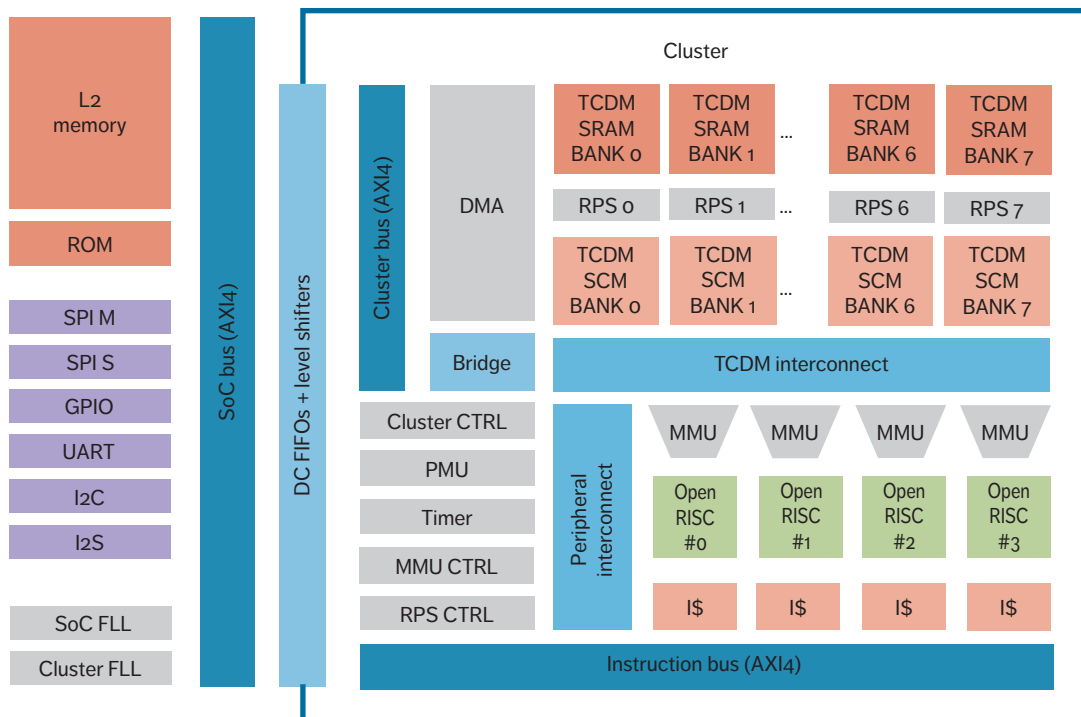 L2
memory
ROM
SPI M
SPI S
GPIO
UART
I2C
I2S
SoC FLL
Cluster FLL
SoC bus (AXI4)
DC FIFOs + level shifters
Cluster
Cluster bus (AXI4)
DMA
Bridge
TCDM
SRAM
BANK 0
TCDM
SRAM
BANK 1
...
TCDM
SRAM
BANK 6
TCDM
SRAM
BANK 7
RPS 0
RPS 1
...
RPS 6
RPS 7
TCDM
SCM
BANK 0
TCDM
SCM
BANK 1
...
TCDM
SCM
BANK 6
TCDM
SCM
BANK 7
TCDM interconnect
Cluster CTRL
PMU
Timer
MMU CTRL
RPS CTRL
Peripheral
interconnect
MMU
MMU
MMU
MMU
Open
RISC
#0
Open
RISC
#1
Open
RISC
#2
Open
RISC
#3
I$
I$
I$
I$
Instruction bus (AXI4)